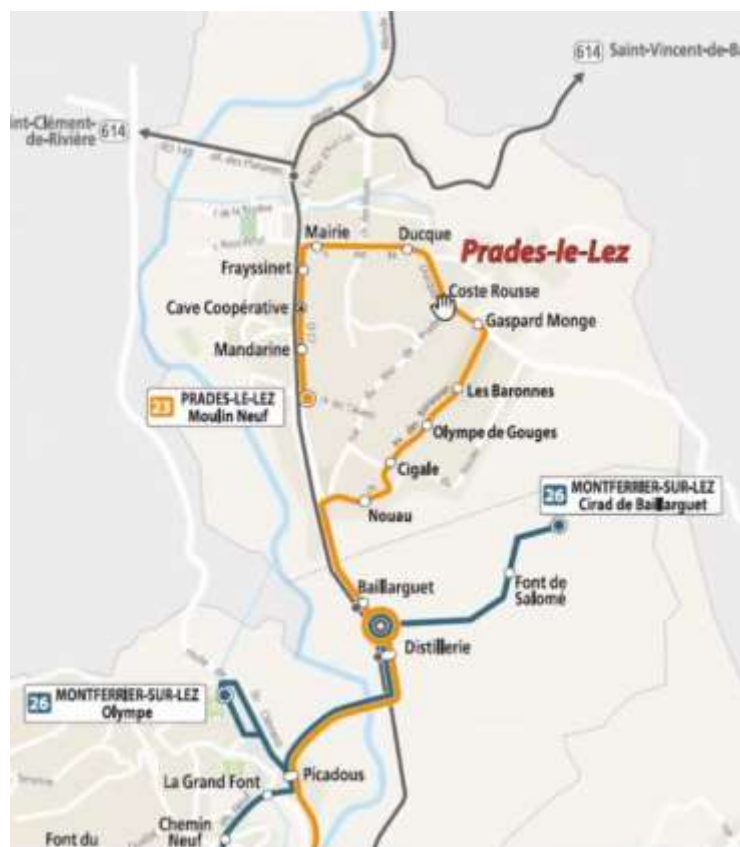 614
Saint-Vincent-de-Ba
int-Clément-
de-Rivière
614
Mairie
Ducque
Prades-le-Lez
Frayssinet
Coste Rousse
Cave Coopérative
Gaspard Monge
Mandarine
23
PRADES-LE-LEZ
Moulin Neuf
Les Baronnes
Olympe de Gouges
Cigale
26
MONTFERRIER-SUR-LEZ
Cirad de Baillarguet
Nouau
Baillarguet
Font de
Salomé
Distillerie
26
MONTFERRIER-SUR-LEZ
Olympe
Picadous
La Grand Font
Chemin
Neuf
Font du